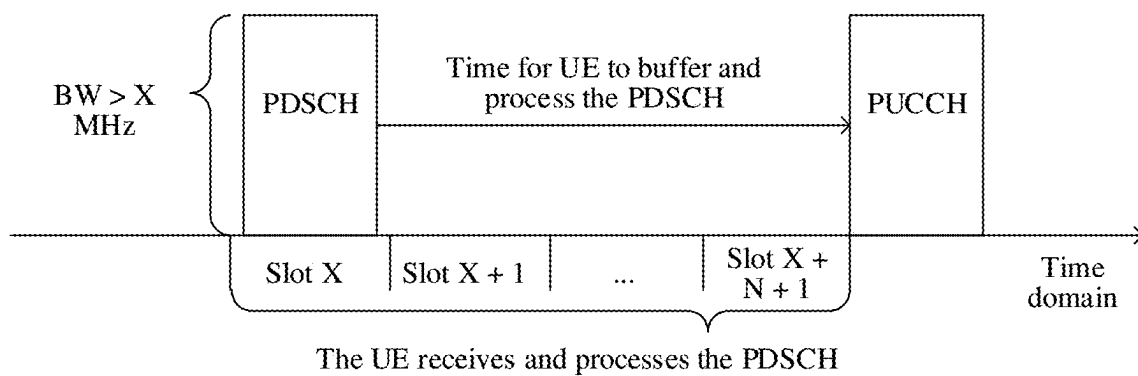 BW > X
MHz
PDSCH
Time for UE to buffer and
process the PDSCH
PUCCH
Slot X
Slot X + 1
...
Slot X +
N + 1
Time
domain
The UE receives and processes the PDSCH